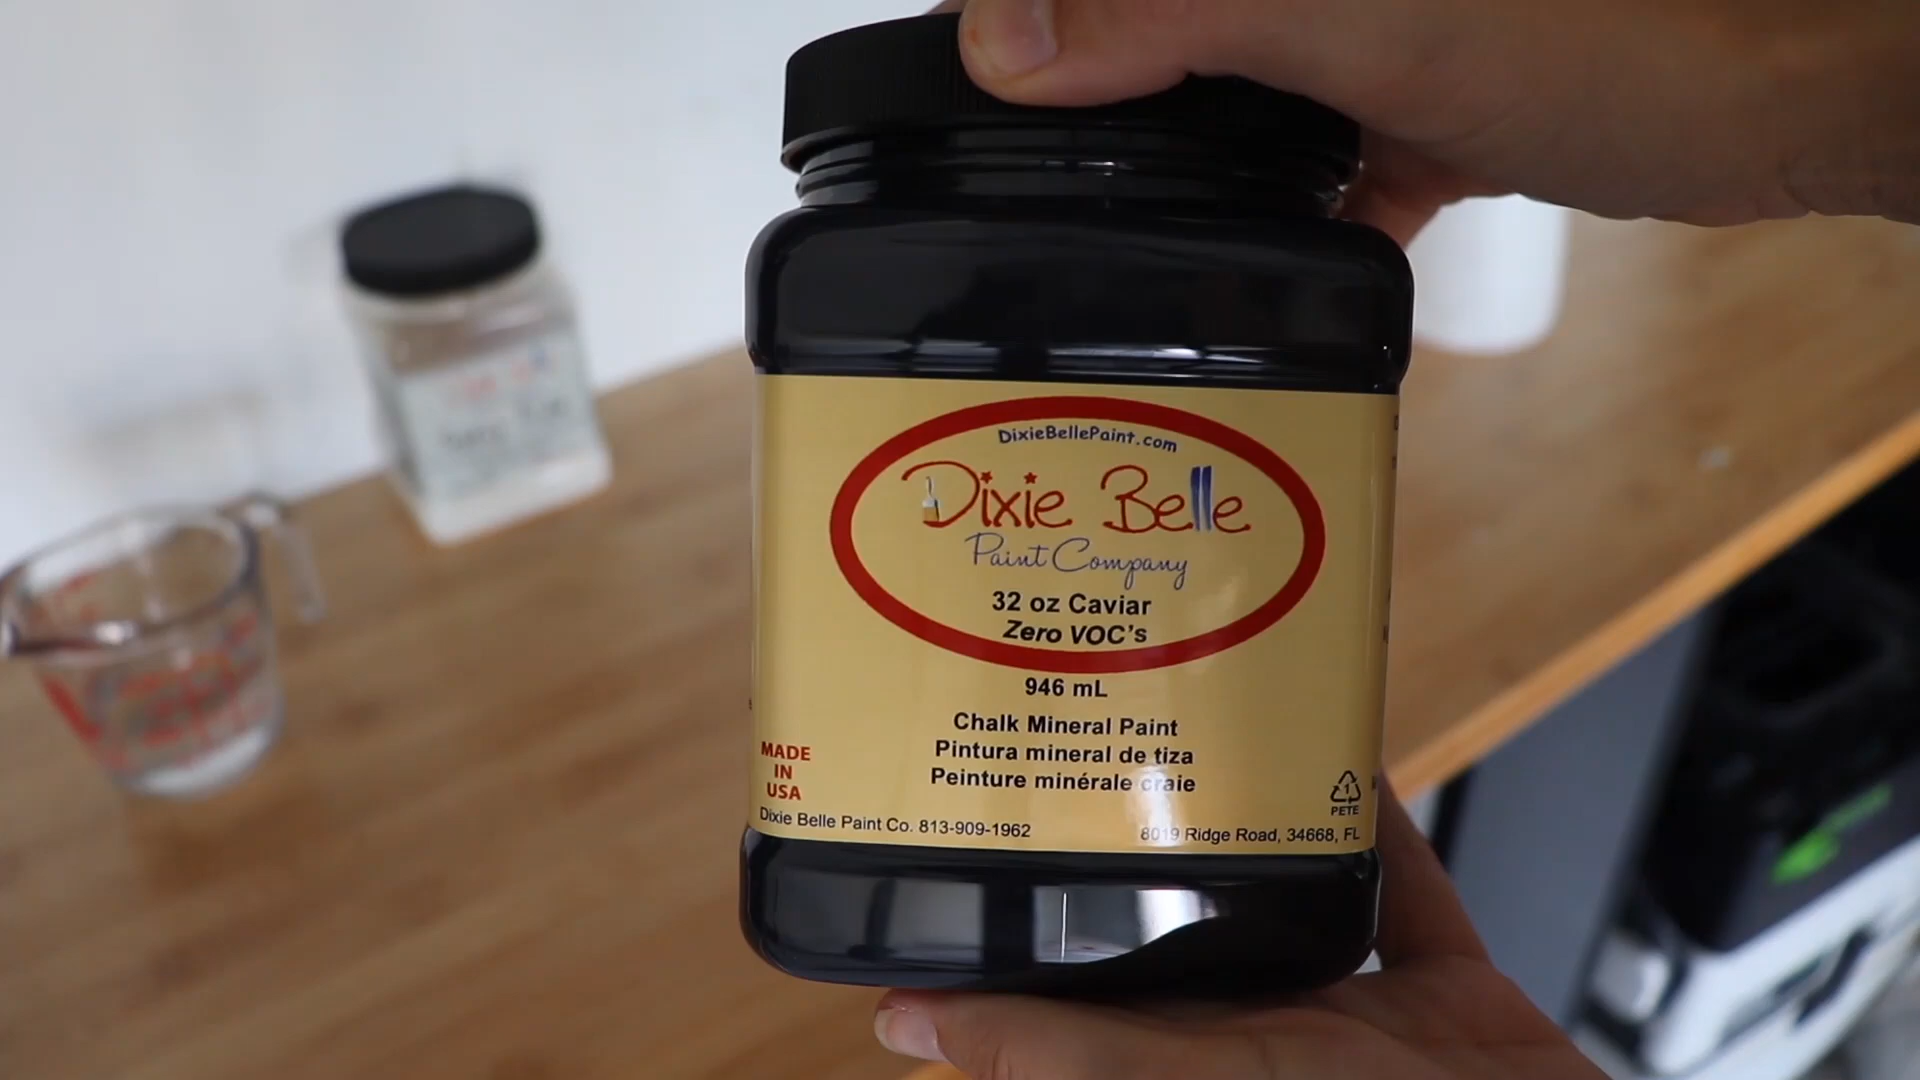 DixieBellePaint.com
Dixie Belle
Paint Company
32 oz Caviar
Zero VOC's
946 mL
Chalk Mineral Paint
Pintura mineral de tiza
Peinture minérale craie
MADE
IN
USA
1
PETE
Dixie Belle Paint Co. 813-909-1962
8019 Ridge Road, 34668, FL